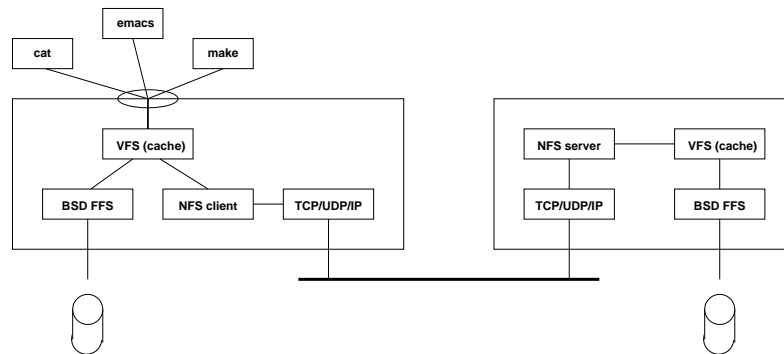 emacs
cat
make
VFS (cache)
NFS server
VFS (cache)
BSD FFS
NFS client
TCP/UDP/IP
TCP/UDP/IP
BSD FFS